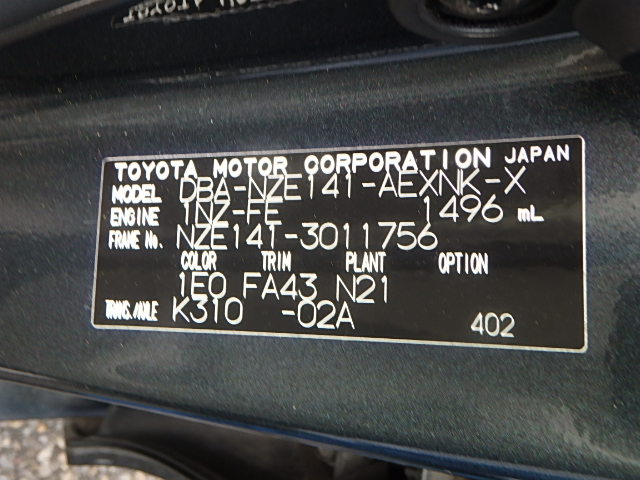 TOYOTA MOTOR CORPORATION JAPAN
MODEL DBA-NZE141-AEXNK-X
ENGINE 1NZ-FE 1496 mL
FRAME No. NZE141-3011756
COLOR TRIM PLANT OPTION
1E0 FA43 N21
TRANS./AXLE K310 -02A 402